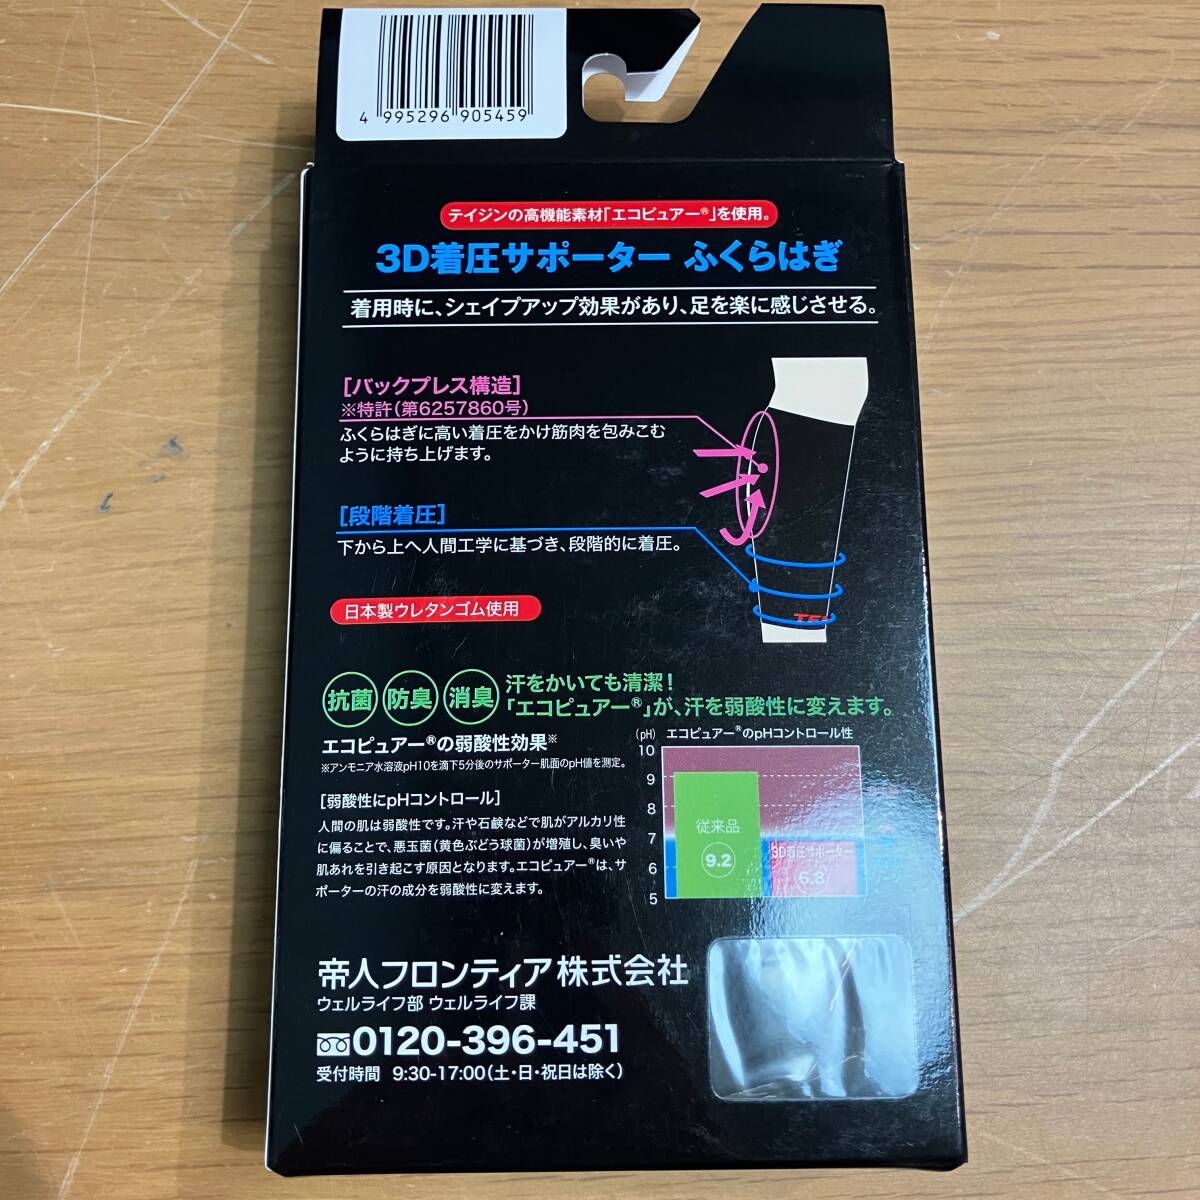 4 995296 905459
テイジンの高機能素材「エコピュアー®」を使用。
3D着圧サポーター ふくらはぎ
着用時に、シェイプアップ効果があり、足を楽に感じさせる。
[バックプレス構造]
※特許(第6257860号)
ふくらはぎに高い着圧をかけ筋肉を包みこむ
ように持ち上げます。
[段階着圧]
下から上へ人間工学に基づき、段階的に着圧。
日本製ウレタンゴム使用
抗菌 防臭 消臭
汗をかいても清潔!
「エコピュアー®」が、汗を弱酸性に変えます。
エコピュアー®の弱酸性効果※
※アンモニア水溶液pH10を滴下5分後のサポーター肌面のpH値を測定。
[弱酸性にpHコントロール]
人間の肌は弱酸性です。汗や石鹸などで肌がアルカリ性
に偏ることで、悪玉菌(黄色ぶどう球菌)が増殖し、臭いや
肌あれを引き起こす原因となります。エコピュアー®は、サ
ポーターの汗の成分を弱酸性に変えます。
(pH) エコピュアー®のpHコントロール性
10
9
8
7
6
5
従来品
9.2
3D着圧サポーター
6.8
帝人フロンティア株式会社
ウェルライフ部 ウェルライフ課
0120-396-451
受付時間 9:30-17:00(土・日・祝日は除く)